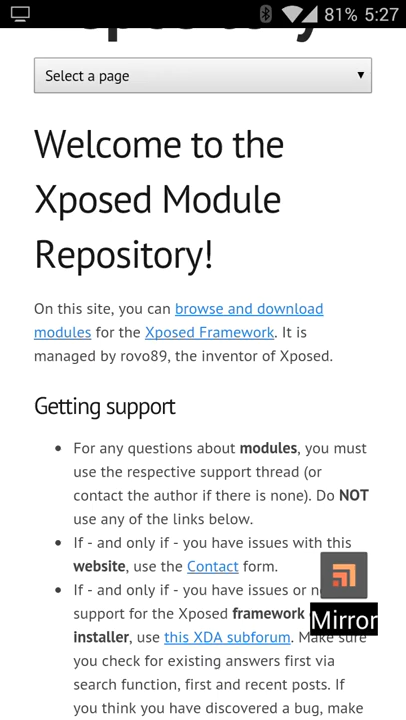 81% 5:27
Select a page
Welcome to the
Xposed Module
Repository!
On this site, you can browse and download
modules for the Xposed Framework. It is
managed by rovo89, the inventor of Xposed.
Getting support
• For any questions about modules, you must
use the respective support thread (or
contact the author if there is none). Do NOT
use any of the links below.
• If - and only if - you have issues with this
website, use the Contact form.
• If - and only if - you have issues or
support for the Xposed framework
installer, use this XDA subforum. Make sure
you check for existing answers first via
search function, first and recent posts. If
you think you have discovered a bug, make
Mirror